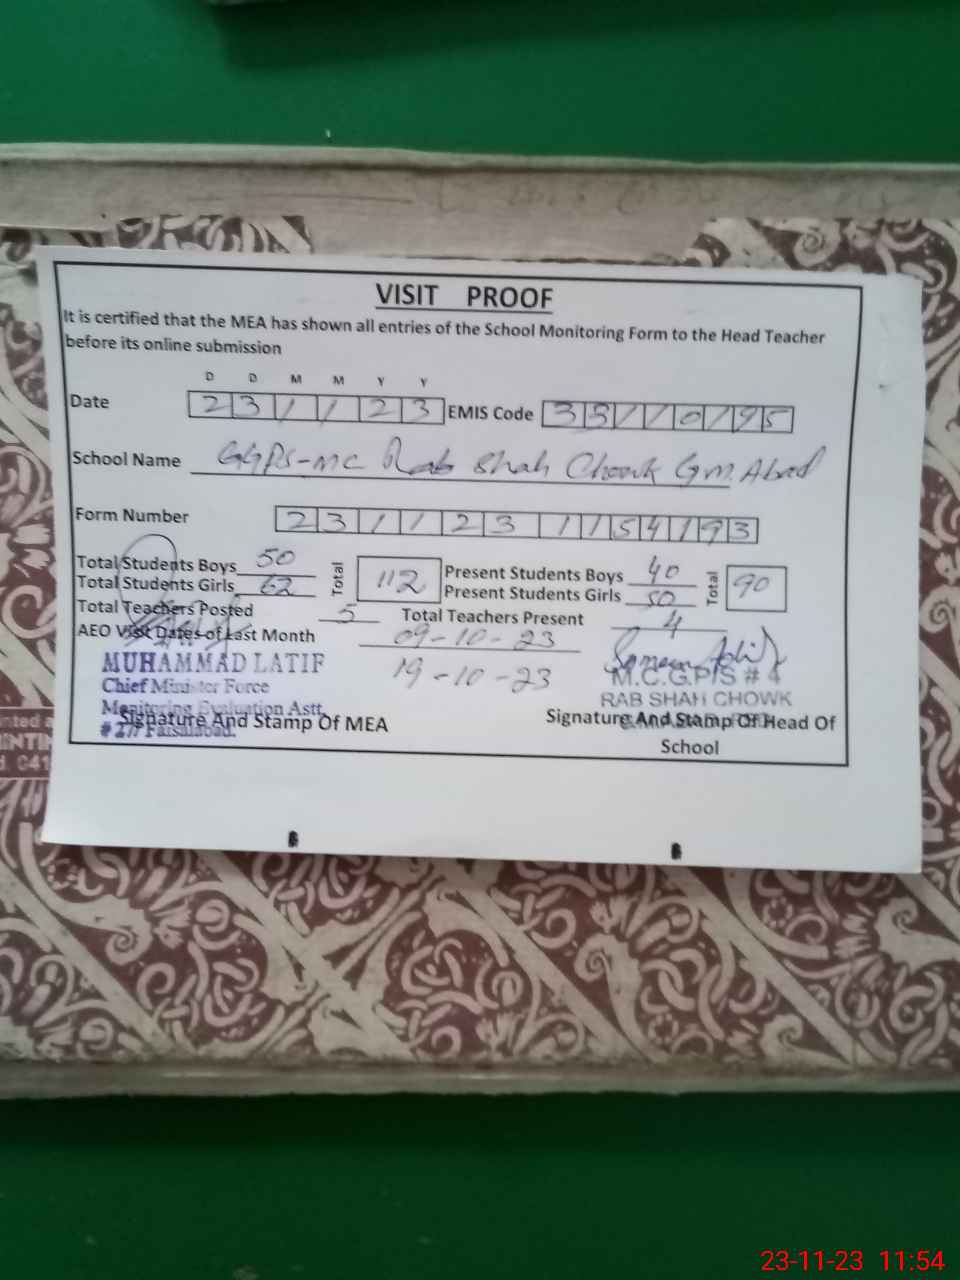 VISIT PROOF
It is certified that the MEA has shown all entries of the School Monitoring Form to the Head Teacher
before its online submission
D D M M Y Y
Date 2 3 1 1 2 3 EMIS Code 3 3 1 1 0 1 9 5
School Name GGPS-MC Rab Shah Chowk G.M. Abad
Form Number 2 3 1 1 2 3 1 1 5 4 1 9 3
Total Students Boys 50 Total 112 Present Students Boys 40 Total 90
Total Students Girls 62 Present Students Girls 50
Total Teachers Posted 5 Total Teachers Present 4
AEO Visit Dates of Last Month 09-10-23
19-10-23
MUHAMMAD LATIF
Chief Minister Force
Monitoring Evaluation Astt.
Faisalabad.
Signature And Stamp Of MEA
M.C.G.P/S # 4
RAB SHAH CHOWK
Signature And Stamp Of Head Of
School
23-11-23 11:54